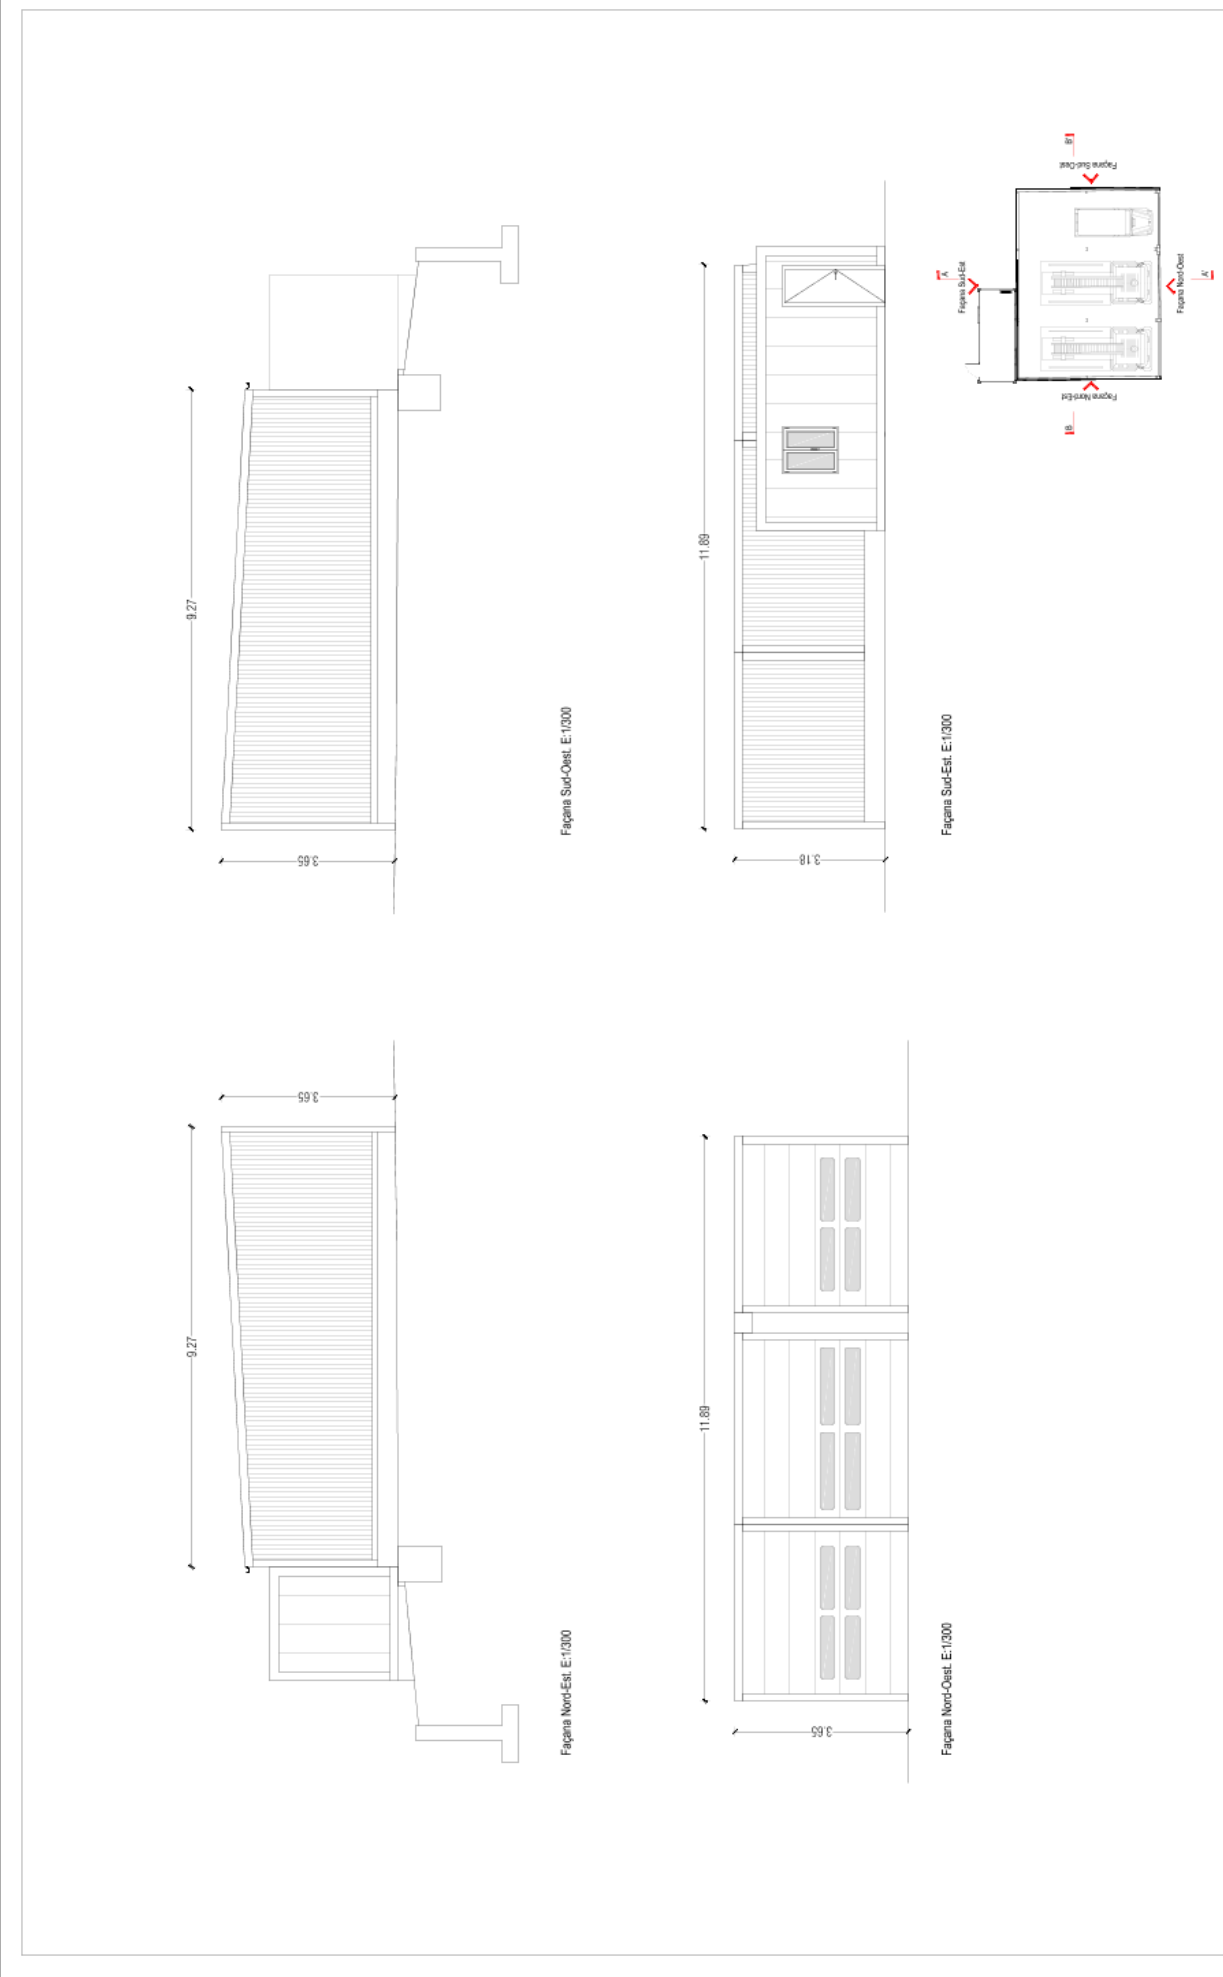 9.27
3.65
Façana Nord-Est. E:1/300
9.27
3.65
Façana Sud-Oest. E:1/300
11.89
3.65
Façana Nord-Oest. E:1/300
11.89
3.18
Façana Sud-Est. E:1/300
A
Façana Sud-Est
B
Façana Nord-Est
Façana Sud-Oest
B'
Façana Nord-Oest
A'